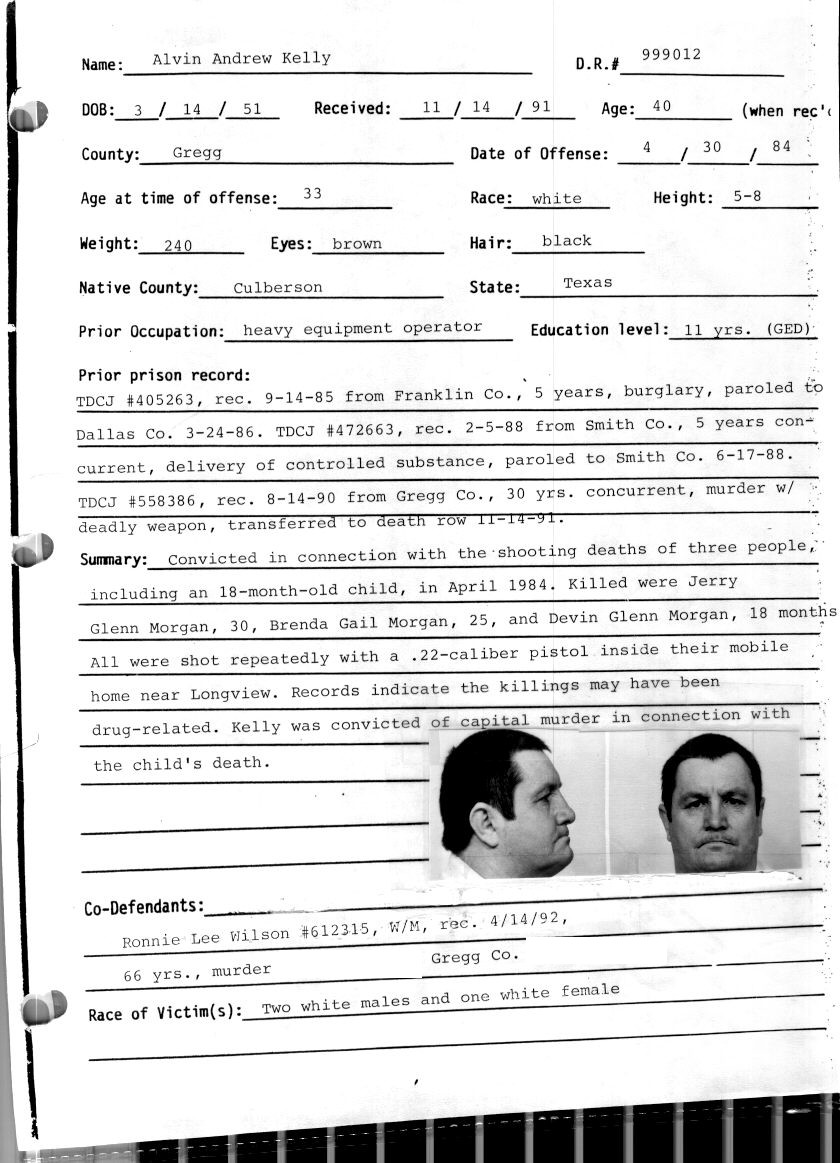 Name: Alvin Andrew Kelly D.R.# 999012
DOB: 3 / 14 / 51 Received: 11 / 14 / 91 Age: 40 (when rec'd
County: Gregg Date of Offense: 4 / 30 / 84
Age at time of offense: 33 Race: white Height: 5-8
Weight: 240 Eyes: brown Hair: black
Native County: Culberson State: Texas
Prior Occupation: heavy equipment operator Education level: 11 yrs. (GED)
Prior prison record:
TDCJ #405263, rec. 9-14-85 from Franklin Co., 5 years, burglary, paroled to
Dallas Co. 3-24-86. TDCJ #472663, rec. 2-5-88 from Smith Co., 5 years con-
current, delivery of controlled substance, paroled to Smith Co. 6-17-88.
TDCJ #558386, rec. 8-14-90 from Gregg Co., 30 yrs. concurrent, murder w/
deadly weapon, transferred to death row 11-14-91.
Summary: Convicted in connection with the shooting deaths of three people,
including an 18-month-old child, in April 1984. Killed were Jerry
Glenn Morgan, 30, Brenda Gail Morgan, 25, and Devin Glenn Morgan, 18 months
All were shot repeatedly with a .22-caliber pistol inside their mobile
home near Longview. Records indicate the killings may have been
drug-related. Kelly was convicted of capital murder in connection with
the child's death.
Co-Defendants:
Ronnie Lee Wilson #612315, W/M, rec. 4/14/92,
66 yrs., murder Gregg Co.
Race of Victim(s): Two white males and one white female